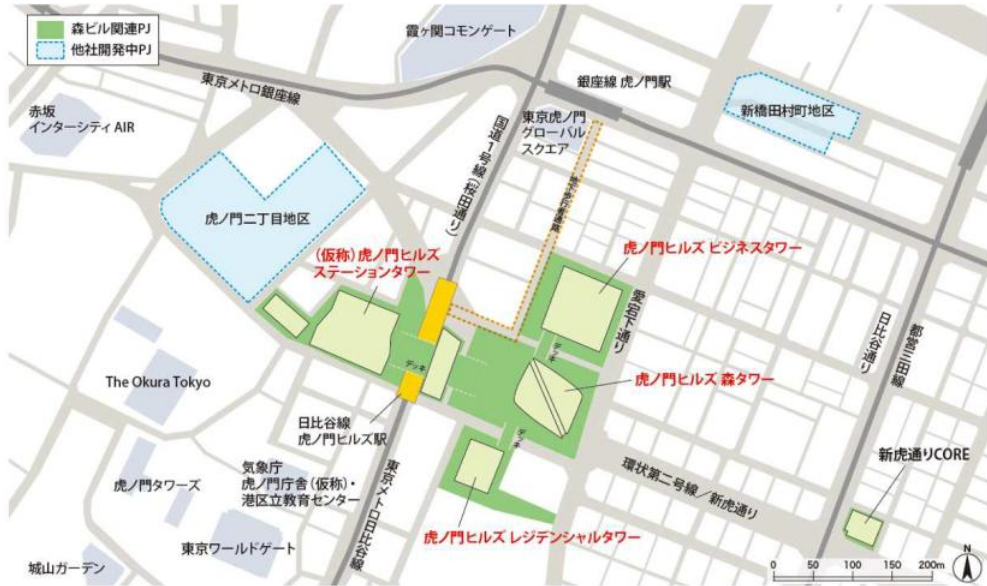 森ビル関連PJ
他社開発中PJ
霞ヶ関コモンゲート
東京メトロ銀座線
銀座線 虎ノ門駅
赤坂
インターシティ AIR
国道1号線(桜田通り)
東京虎ノ門
グローバル
スクエア
新橋田村町地区
地下歩行者通路
虎ノ門二丁目地区
(仮称)虎ノ門ヒルズ
ステーションタワー
虎ノ門ヒルズ ビジネスタワー
愛宕下通り
日比谷通り
都営三田線
デッキ
デッキ
The Okura Tokyo
虎ノ門ヒルズ 森タワー
日比谷線
虎ノ門ヒルズ駅
デッキ
新虎通りCORE
虎ノ門タワーズ
気象庁
虎ノ門庁舎(仮称)・
港区立教育センター
東京メトロ日比谷線
環状第二号線/新虎通り
東京ワールドゲート
虎ノ門ヒルズ レジデンシャルタワー
城山ガーデン
0 50 100 150 200m
N